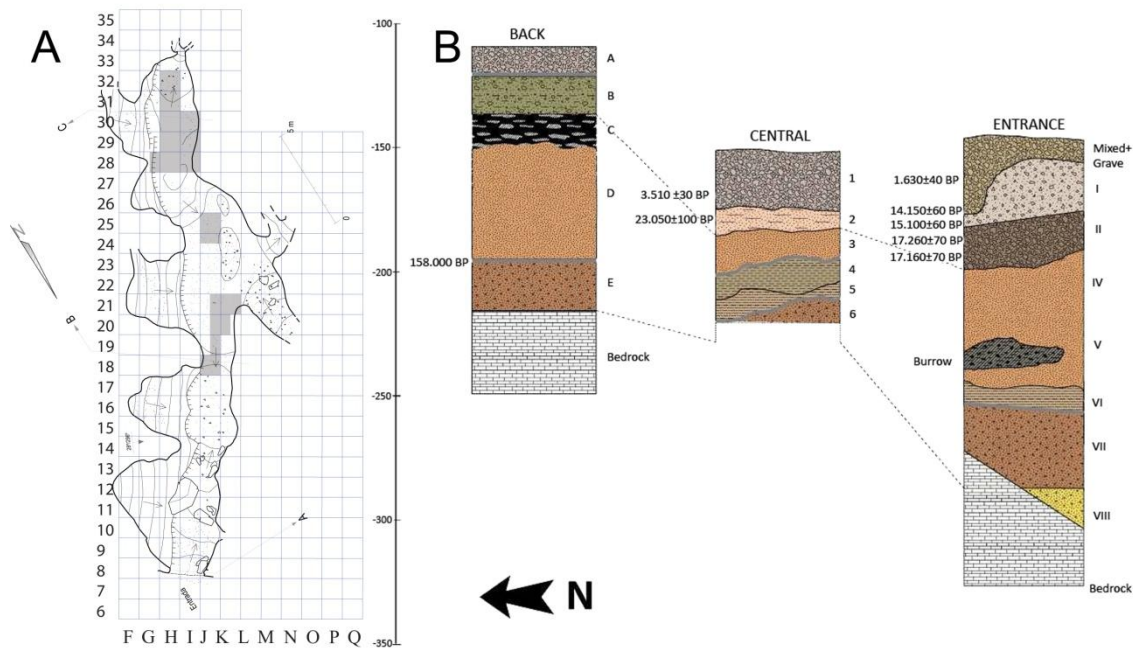 A
35
34
33
32
31
30
29
28
27
26
25
24
23
22
21
20
19
18
17
16
15
14
13
12
11
10
9
8
7
6
F G H I J K L M N O P Q
C
B
A
N
5 m
0
Entrada
-100
-150
-200
-250
-300
-350
B
BACK
A
B
C
D
158.000 BP
E
Bedrock
CENTRAL
1
3.510 ±30 BP
2
23.050±100 BP
3
4
5
6
ENTRANCE
Mixed+
Grave
1.630±40 BP
I
14.150±60 BP
15.100±60 BP
II
17.260±70 BP
17.160±70 BP
IV
V
Burrow
VI
VII
VIII
Bedrock
N